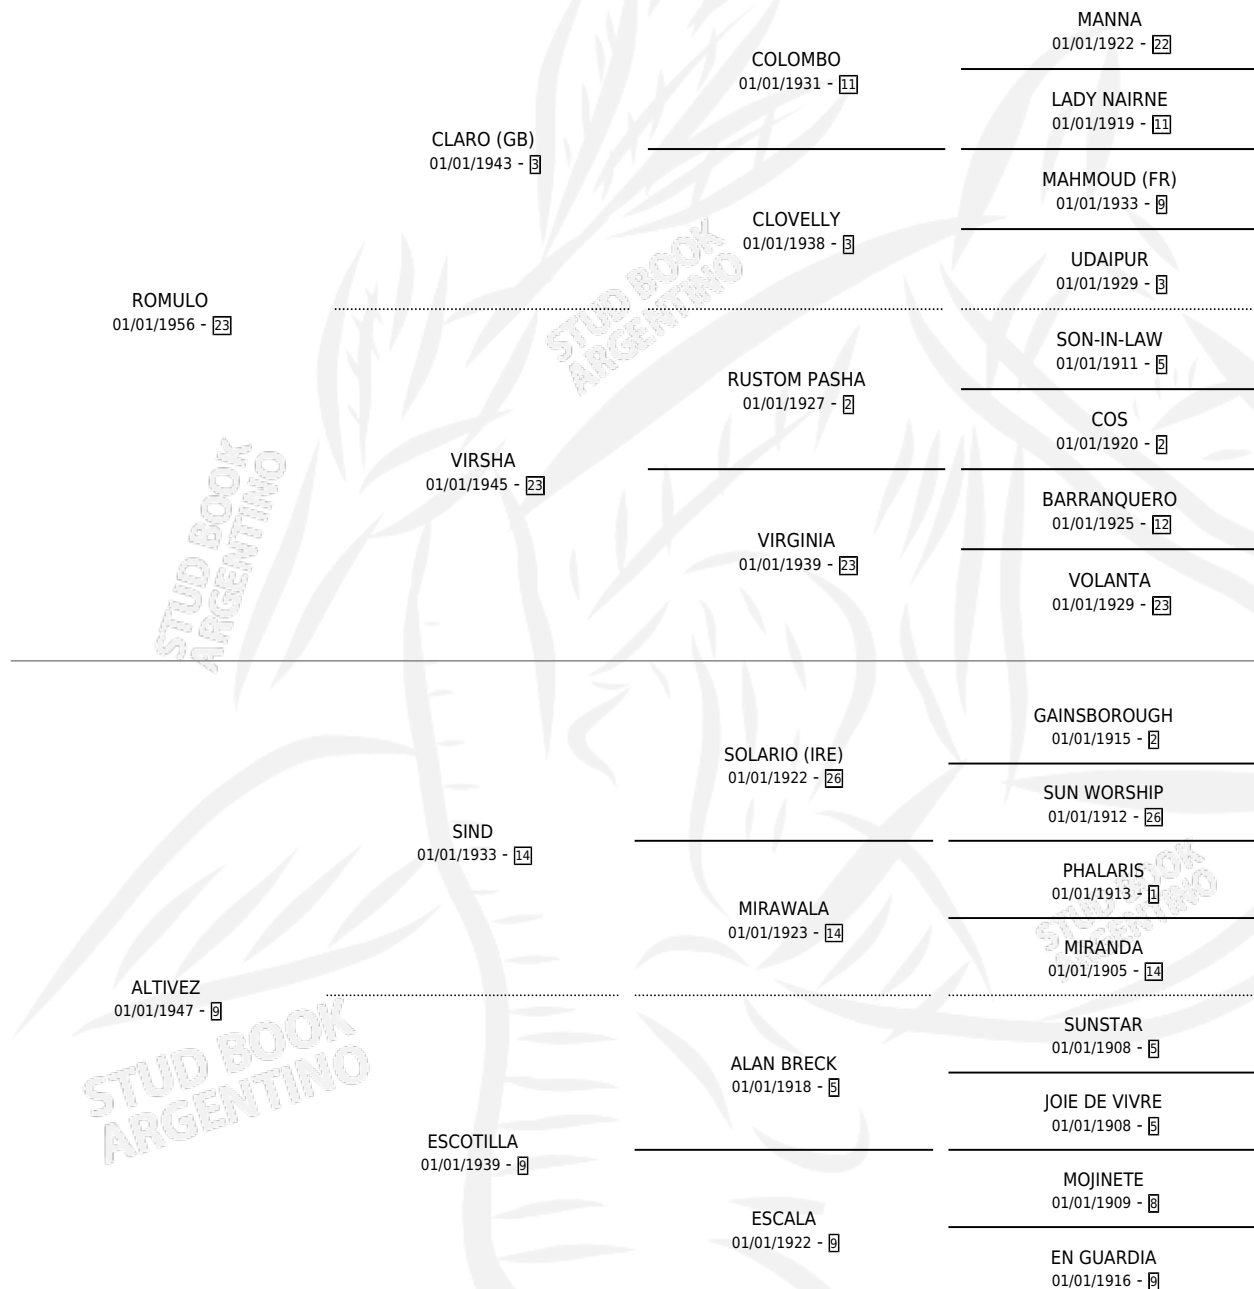 MANNA
01/01/1922 - 22
COLOMBO
01/01/1931 - 11
LADY NAIRNE
01/01/1919 - 11
CLARO (GB)
01/01/1943 - 3
MAHMOUD (FR)
01/01/1933 - 9
CLOVELLY
01/01/1938 - 3
UDAIPUR
01/01/1929 - 3
ROMULO
01/01/1956 - 23
SON-IN-LAW
01/01/1911 - 5
RUSTOM PASHA
01/01/1927 - 2
COS
01/01/1920 - 2
VIRSHA
01/01/1945 - 23
BARRANQUERO
01/01/1925 - 12
VIRGINIA
01/01/1939 - 23
VOLANTA
01/01/1929 - 23
GAINSBOROUGH
01/01/1915 - 2
SOLARIO (IRE)
01/01/1922 - 26
SUN WORSHIP
01/01/1912 - 26
SIND
01/01/1933 - 14
PHALARIS
01/01/1913 - 1
MIRAWALA
01/01/1923 - 14
MIRANDA
01/01/1905 - 14
ALTIVEZ
01/01/1947 - 9
SUNSTAR
01/01/1908 - 5
ALAN BRECK
01/01/1918 - 5
JOIE DE VIVRE
01/01/1908 - 5
ESCOTILLA
01/01/1939 - 9
MOJINETE
01/01/1909 - 8
ESCALA
01/01/1922 - 9
EN GUARDIA
01/01/1916 - 9
STUD BOOK
ARGENTINO
STUD BOOK
ARGENTINO
STUD BOOK
ARGENTINO
STUD BOOK
ARGENTINO